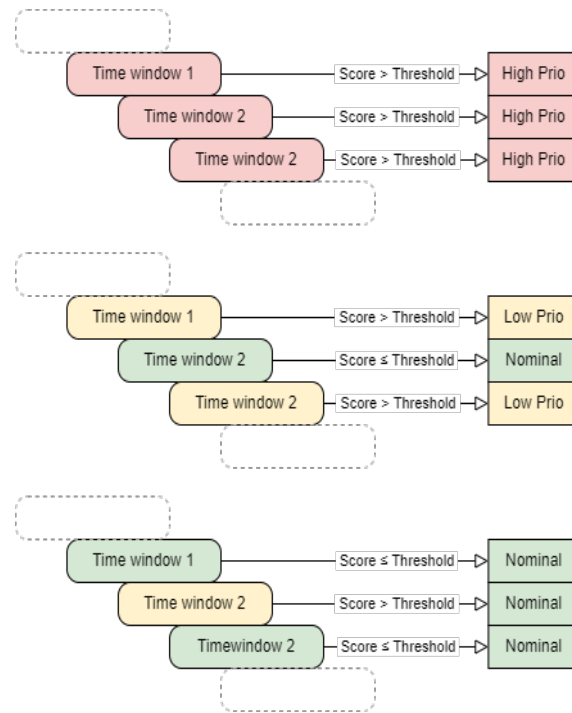 Time window 1 Score > Threshold High Prio
Time window 2 Score > Threshold High Prio
Time window 2 Score > Threshold High Prio
Time window 1 Score > Threshold Low Prio
Time window 2 Score ≤ Threshold Nominal
Time window 2 Score > Threshold Low Prio
Time window 1 Score ≤ Threshold Nominal
Time window 2 Score > Threshold Nominal
Timewindow 2 Score ≤ Threshold Nominal